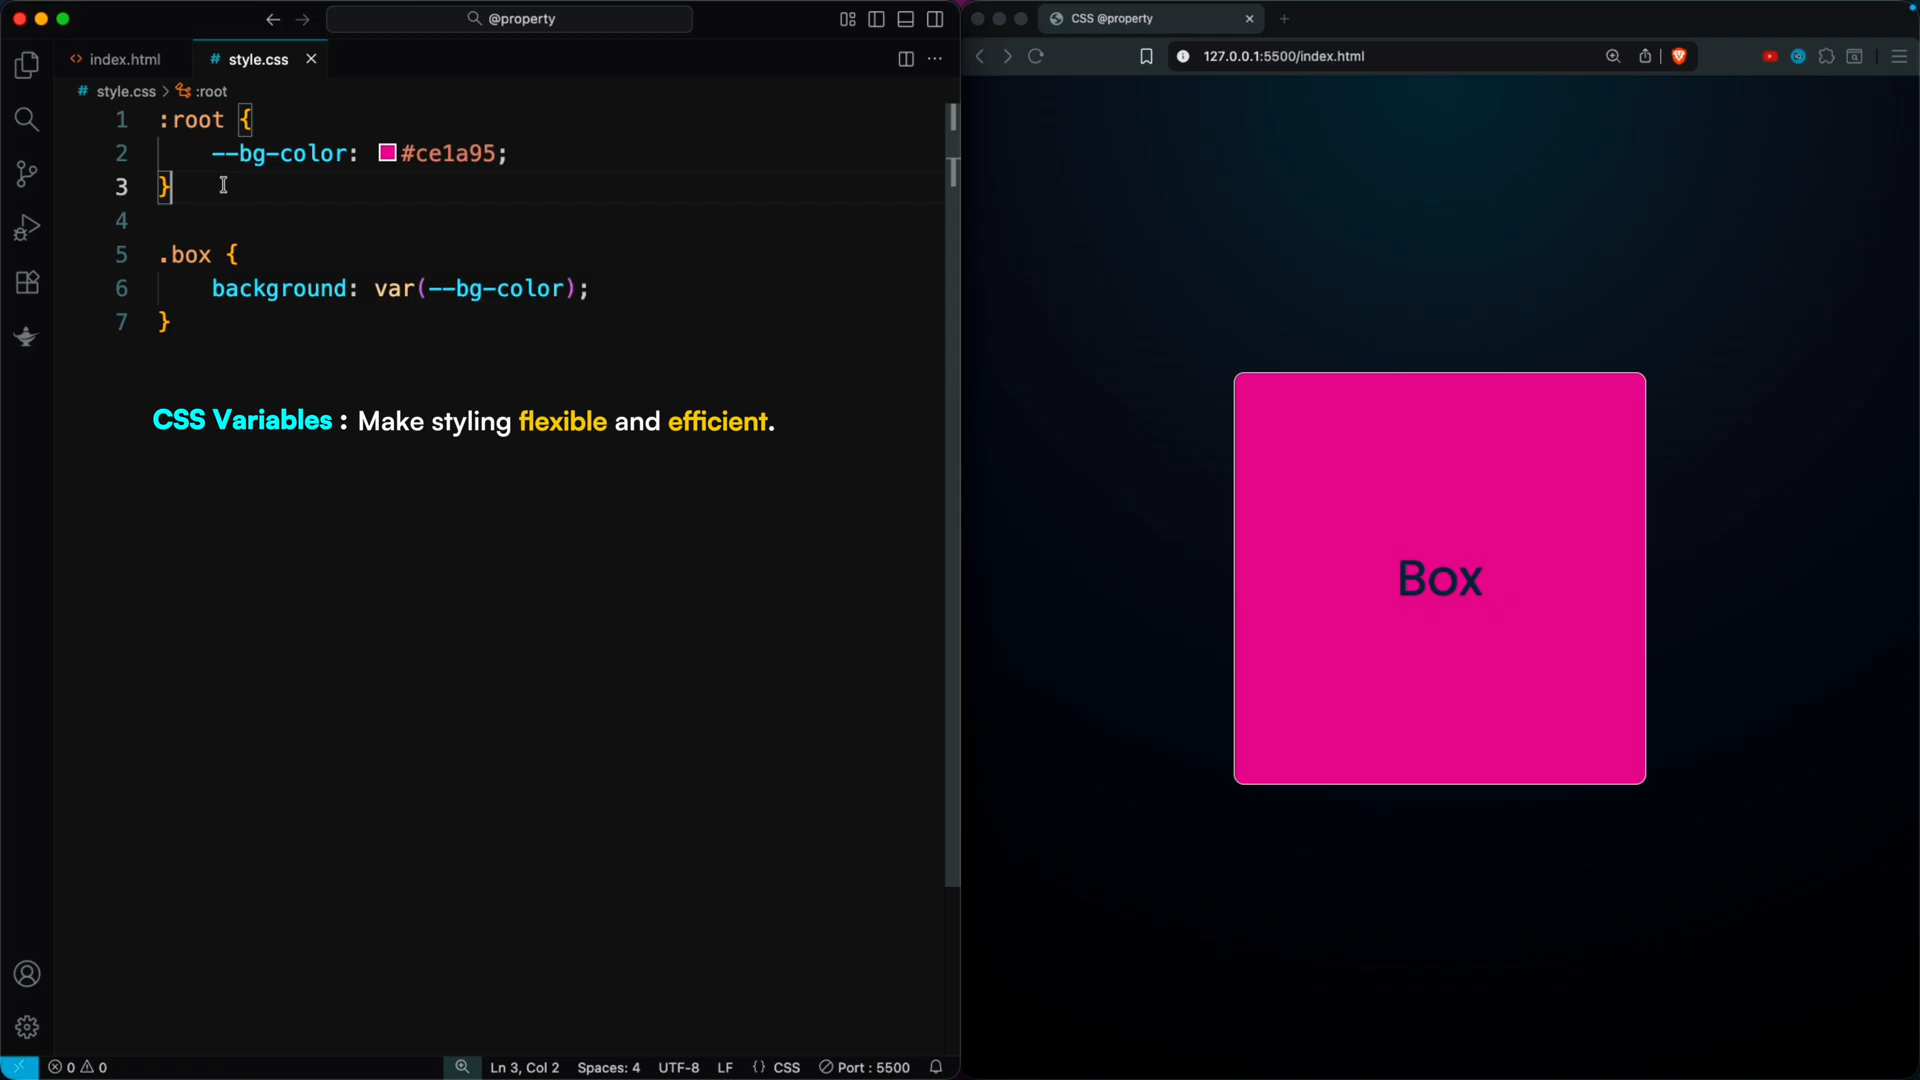 @property
index.html
style.css
style.css > :root
1 :root {
2 --bg-color: #ce1a95;
3 }
4
5 .box {
6 background: var(--bg-color);
7 }
CSS Variables : Make styling flexible and efficient.
0 0
Ln 3, Col 2
Spaces: 4
UTF-8
LF
{} CSS
Port : 5500
CSS @property
127.0.0.1:5500/index.html
Box